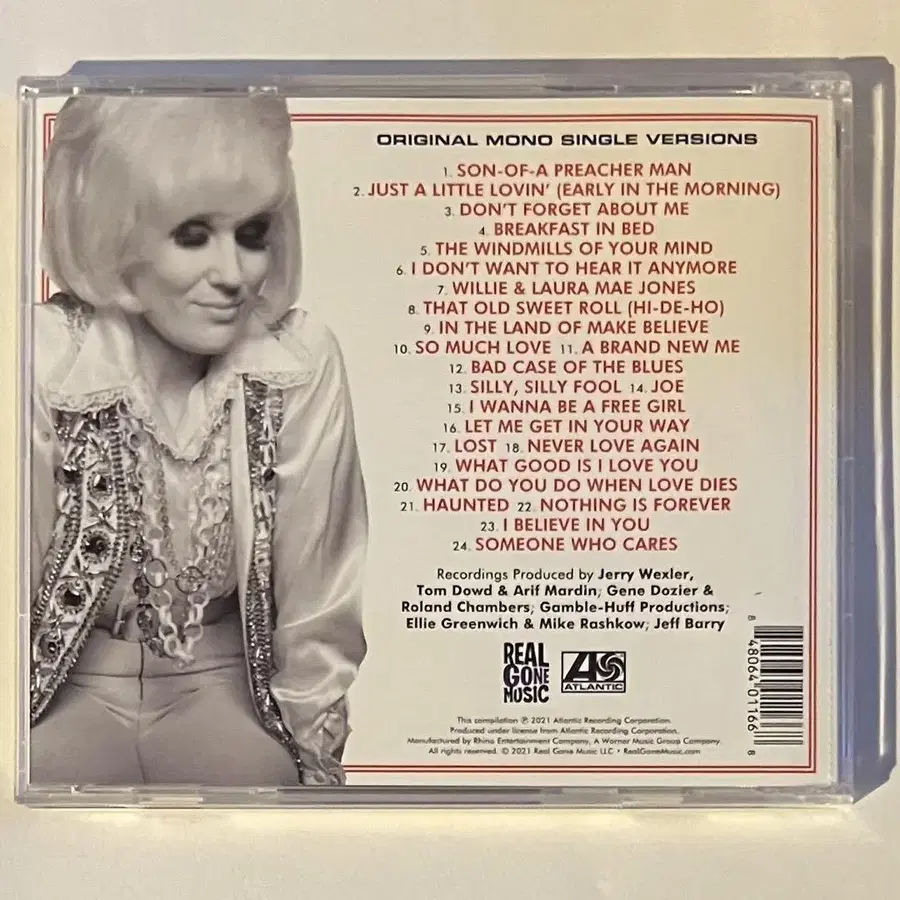 ORIGINAL MONO SINGLE VERSIONS
1. SON-OF-A PREACHER MAN
2. JUST A LITTLE LOVIN' (EARLY IN THE MORNING)
3. DON'T FORGET ABOUT ME
4. BREAKFAST IN BED
5. THE WINDMILLS OF YOUR MIND
6. I DON'T WANT TO HEAR IT ANYMORE
7. WILLIE & LAURA MAE JONES
8. THAT OLD SWEET ROLL (HI-DE-HO)
9. IN THE LAND OF MAKE BELIEVE
10. SO MUCH LOVE 11. A BRAND NEW ME
12. BAD CASE OF THE BLUES
13. SILLY, SILLY FOOL 14. JOE
15. I WANNA BE A FREE GIRL
16. LET ME GET IN YOUR WAY
17. LOST 18. NEVER LOVE AGAIN
19. WHAT GOOD IS I LOVE YOU
20. WHAT DO YOU DO WHEN LOVE DIES
21. HAUNTED 22. NOTHING IS FOREVER
23. I BELIEVE IN YOU
24. SOMEONE WHO CARES
Recordings Produced by Jerry Wexler,
Tom Dowd & Arif Mardin; Gene Dozier &
Roland Chambers; Gamble-Huff Productions;
Ellie Greenwich & Mike Rashkow; Jeff Barry
REAL
GONE
MUSIC
ATLANTIC
This compilation ℗ 2021 Atlantic Recording Corporation.
Produced under license from Atlantic Recording Corporation.
Manufactured by Rhino Entertainment Company, A Warner Music Group Company.
All rights reserved. © 2021 Real Gone Music LLC • RealGoneMusic.com
8 48064 01166 8